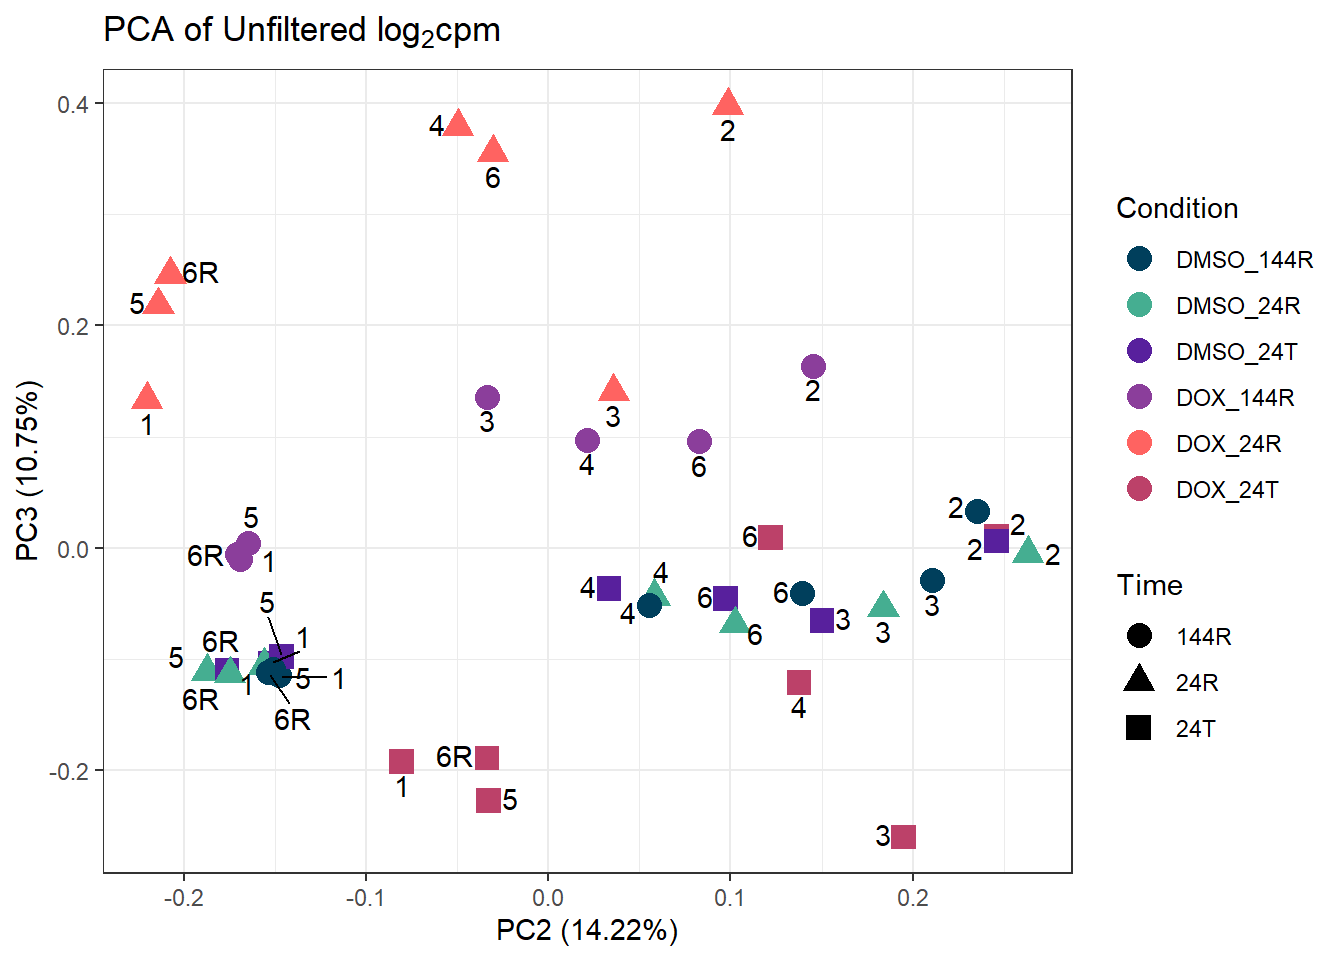 PCA of Unfiltered log₂cpm
PC3 (10.75%)
0.4
0.2
0.0
-0.2
4
6
2
6R
5
1
3
3
2
4
6
5
6R
1
6
2
2
2
2
4
4
4
6
6
6
3
3
3
5
1
6R
5
1
5
1
6R
6R
4
1
6R
5
3
-0.2
-0.1
0.0
0.1
0.2
PC2 (14.22%)
Condition
DMSO_144R
DMSO_24R
DMSO_24T
DOX_144R
DOX_24R
DOX_24T
Time
144R
24R
24T